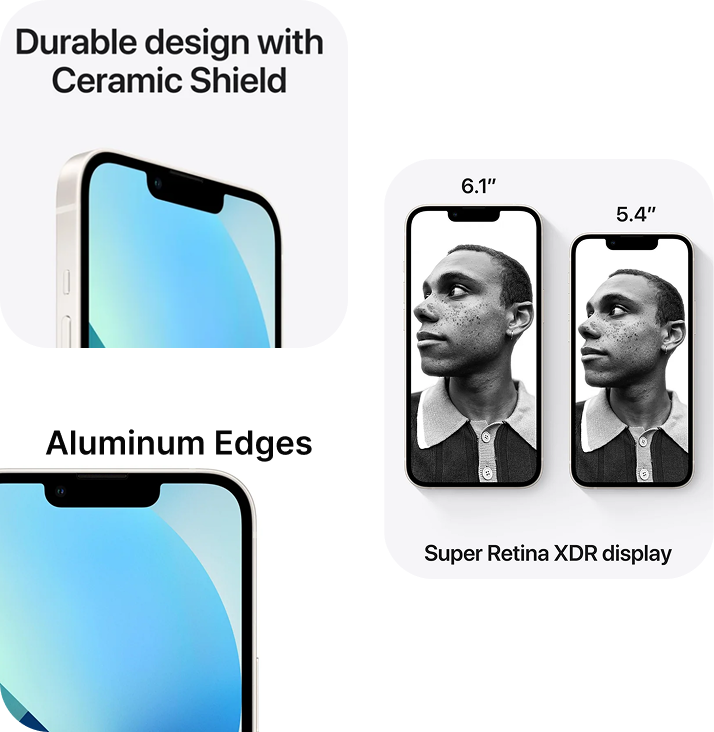 Durable design with
Ceramic Shield
6.1″
5.4″
Super Retina XDR display
Aluminum Edges